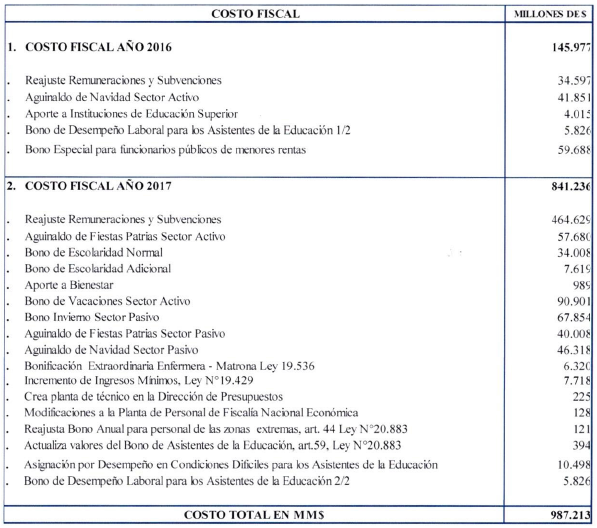 COSTO FISCAL MILLONES DE $
1. COSTO FISCAL AÑO 2016 145.977
. Reajuste Remuneraciones y Subvenciones 34.597
. Aguinaldo de Navidad Sector Activo 41.851
. Aporte a Instituciones de Educación Superior 4.015
. Bono de Desempeño Laboral para los Asistentes de la Educación 1/2 5.826
. Bono Especial para funcionarios públicos de menores rentas 59.688
2. COSTO FISCAL AÑO 2017 841.236
. Reajuste Remuneraciones y Subvenciones 464.629
. Aguinaldo de Fiestas Patrias Sector Activo 57.680
. Bono de Escolaridad Normal 34.008
. Bono de Escolaridad Adicional 7.619
. Aporte a Bienestar 989
. Bono de Vacaciones Sector Activo 90.901
. Bono Invierno Sector Pasivo 67.854
. Aguinaldo de Fiestas Patrias Sector Pasivo 40.008
. Aguinaldo de Navidad Sector Pasivo 46.318
. Bonificación Extraordinaria Enfermera - Matrona Ley 19.536 6.320
. Incremento de Ingresos Mínimos, Ley N°19.429 7.718
. Crea planta de técnico en la Dirección de Presupuestos 225
. Modificaciones a la Planta de Personal de Fiscalía Nacional Económica 128
. Reajusta Bono Anual para personal de las zonas extremas, art. 44 Ley N°20.883 121
. Actualiza valores del Bono de Asistentes de la Educación, art.59, Ley N°20.883 394
. Asignación por Desempeño en Condiciones Difíciles para los Asistentes de la Educación 10.498
. Bono de Desempeño Laboral para los Asistentes de la Educación 2/2 5.826
COSTO TOTAL EN MM$ 987.213